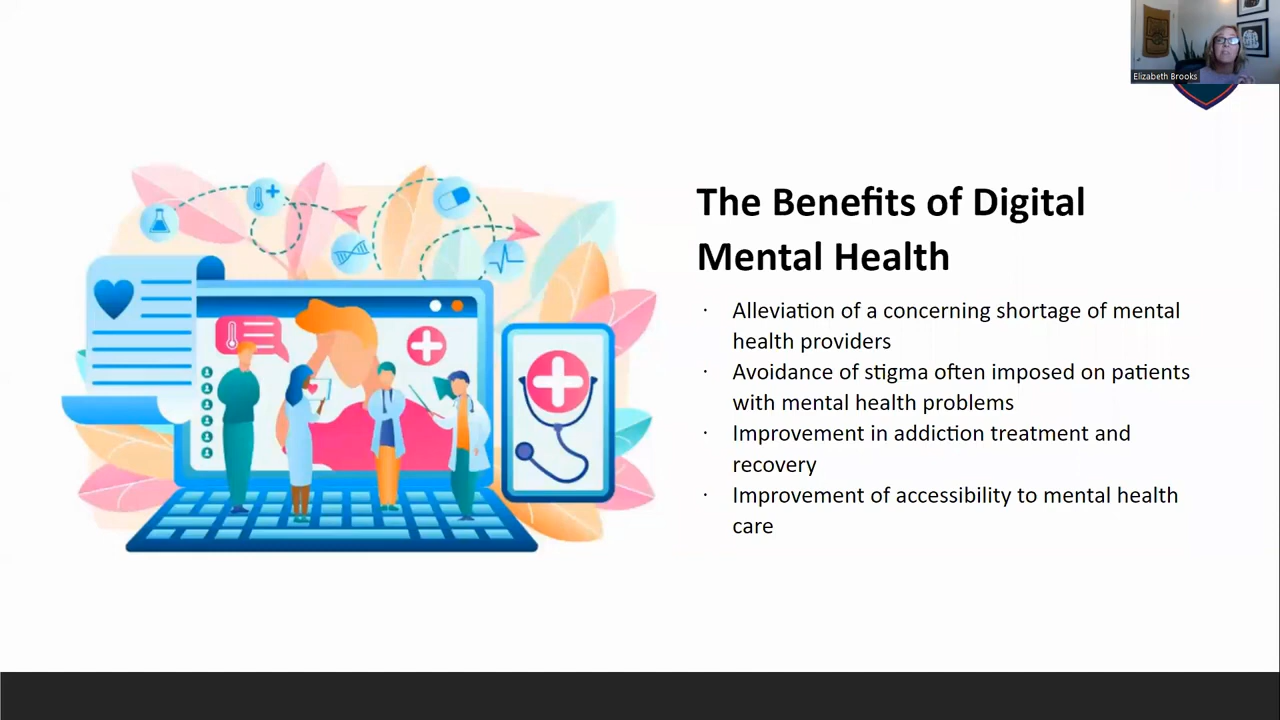 Elizabeth Brooks
The Benefits of Digital
Mental Health
· Alleviation of a concerning shortage of mental
health providers
· Avoidance of stigma often imposed on patients
with mental health problems
· Improvement in addiction treatment and
recovery
· Improvement of accessibility to mental health
care